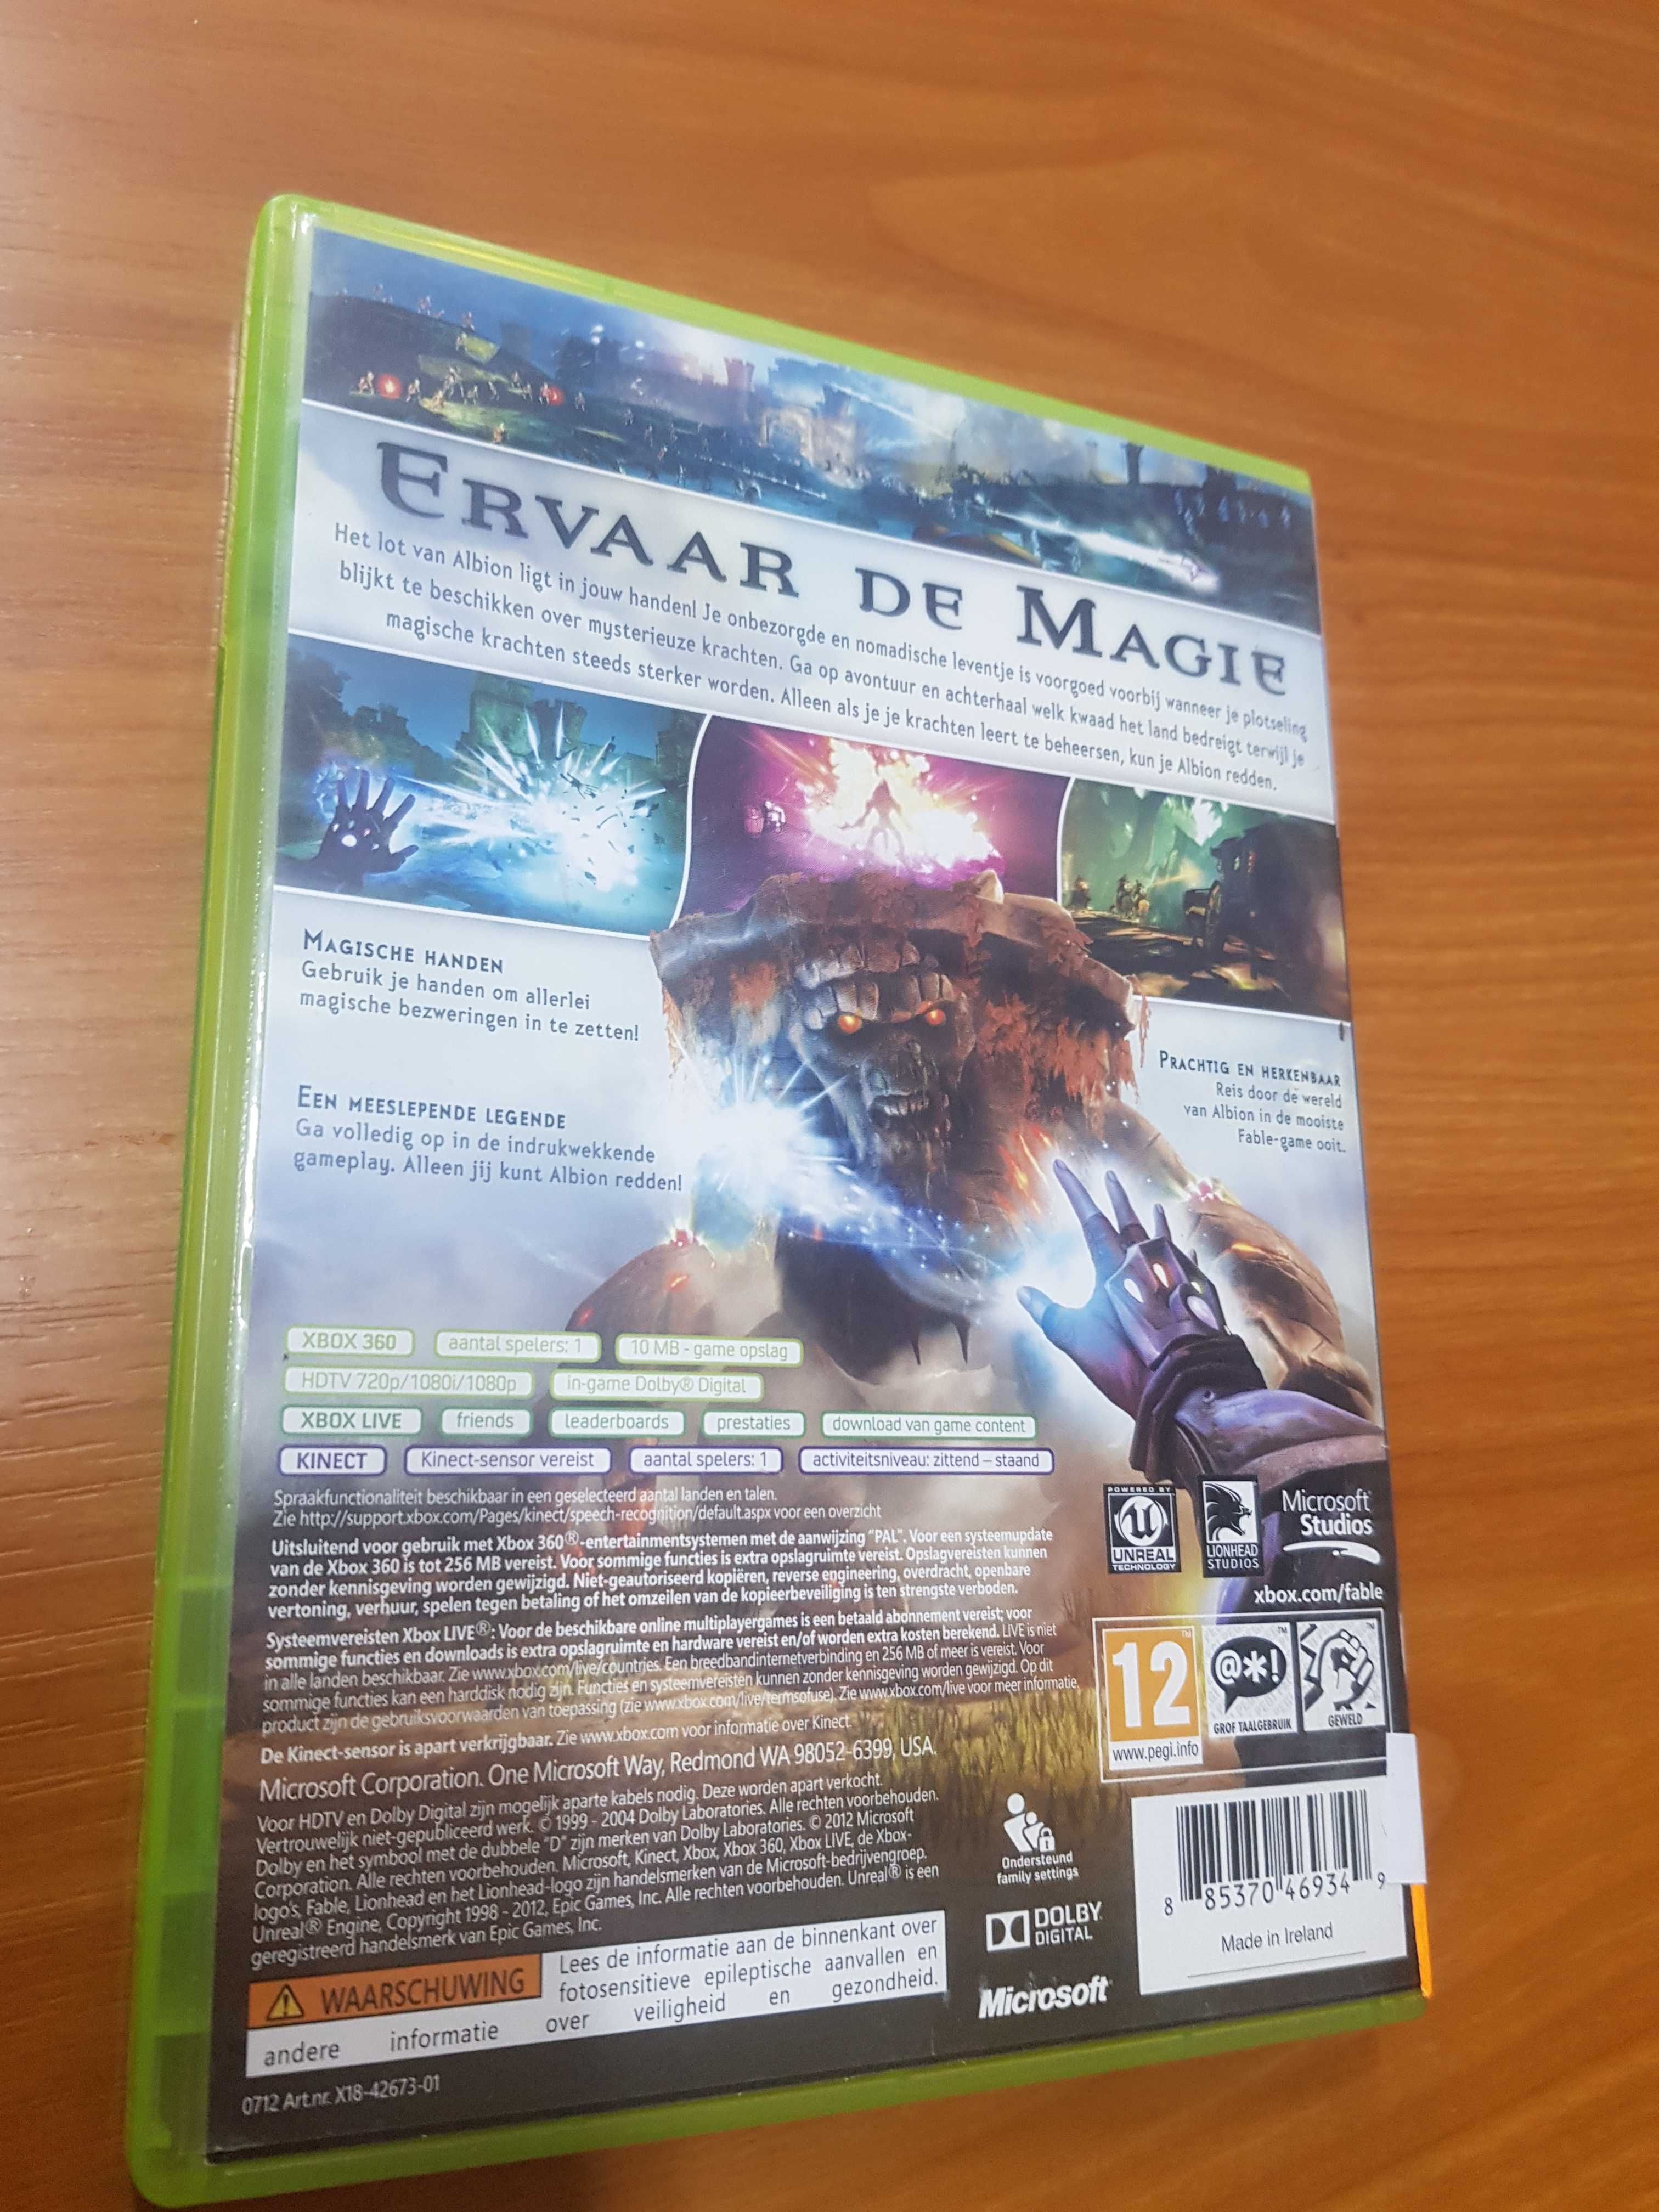 ERVAAR DE MAGIE
Het lot van Albion ligt in jouw handen! Je onbezorgde en nomadische leventje is voorgoed voorbij wanneer je plotseling
blijkt te beschikken over mysterieuze krachten. Ga op avontuur en achterhaal welk kwaad het land bedreigt terwijl je
magische krachten steeds sterker worden. Alleen als je je krachten leert te beheersen, kun je Albion redden.
MAGISCHE HANDEN
Gebruik je handen om allerlei
magische bezweringen in te zetten!
EEN MEESLEPENDE LEGENDE
Ga volledig op in de indrukwekkende
gameplay. Alleen jij kunt Albion redden!
PRACHTIG EN HERKENBAAR
Reis door de wereld
van Albion in de mooiste
Fable-game ooit.
XBOX 360 aantal spelers: 1 10 MB - game opslag
HDTV 720p/1080i/1080p in-game Dolby® Digital
XBOX LIVE friends leaderboards prestaties download van game content
KINECT Kinect-sensor vereist aantal spelers: 1 activiteitsniveau: zittend – staand
Spraakfunctionaliteit beschikbaar in een geselecteerd aantal landen en talen.
Zie http://support.xbox.com/Pages/kinect/speech-recognition/default.aspx voor een overzicht
Uitsluitend voor gebruik met Xbox 360®-entertainmentsystemen met de aanwijzing "PAL". Voor een systeemupdate
van de Xbox 360 is tot 256 MB vereist. Voor sommige functies is extra opslagruimte vereist. Opslagvereisten kunnen
zonder kennisgeving worden gewijzigd. Niet-geautoriseerd kopiëren, reverse engineering, overdracht, openbare
vertoning, verhuur, spelen tegen betaling of het omzeilen van de kopieerbeveiliging is ten strengste verboden.
Systeemvereisten Xbox LIVE®: Voor de beschikbare online multiplayergames is een betaald abonnement vereist; voor
sommige functies en downloads is extra opslagruimte en hardware vereist en/of worden extra kosten berekend. LIVE is niet
in alle landen beschikbaar. Zie www.xbox.com/live/countries. Een breedbandinternetverbinding en 256 MB of meer is vereist. Voor
sommige functies kan een harddisk nodig zijn. Functies en systeemvereisten kunnen zonder kennisgeving worden gewijzigd. Op dit
product zijn de gebruiksvoorwaarden van toepassing (zie www.xbox.com/live/termsofuse). Zie www.xbox.com/live voor meer informatie.
De Kinect-sensor is apart verkrijgbaar. Zie www.xbox.com voor informatie over Kinect.
Microsoft Corporation. One Microsoft Way, Redmond WA 98052-6399, USA.
Voor HDTV en Dolby Digital zijn mogelijk aparte kabels nodig. Deze worden apart verkocht.
Vertrouwelijk niet-gepubliceerd werk. © 1999 - 2004 Dolby Laboratories. Alle rechten voorbehouden.
Dolby en het symbool met de dubbele "D" zijn merken van Dolby Laboratories. © 2012 Microsoft
Corporation. Alle rechten voorbehouden. Microsoft, Kinect, Xbox, Xbox 360, Xbox LIVE, de Xbox-
logo's, Fable, Lionhead en het Lionhead-logo zijn handelsmerken van de Microsoft-bedrijvengroep.
Unreal® Engine, Copyright 1998 - 2012, Epic Games, Inc. Alle rechten voorbehouden. Unreal® is een
geregistreerd handelsmerk van Epic Games, Inc.
WAARSCHUWING
Lees de informatie aan de binnenkant over
fotosensitieve epileptische aanvallen en
andere informatie over veiligheid en gezondheid.
0712 Art.nr. X18-42673-01
POWERED BY
UNREAL
TECHNOLOGY
LIONHEAD
STUDIOS
Microsoft
Studios
xbox.com/fable
12
www.pegi.info
@*!
GROF TAALGEBRUIK
GEWELD
Ondersteund
family settings
DOLBY
DIGITAL
Microsoft
8 85370 46934 9
Made in Ireland